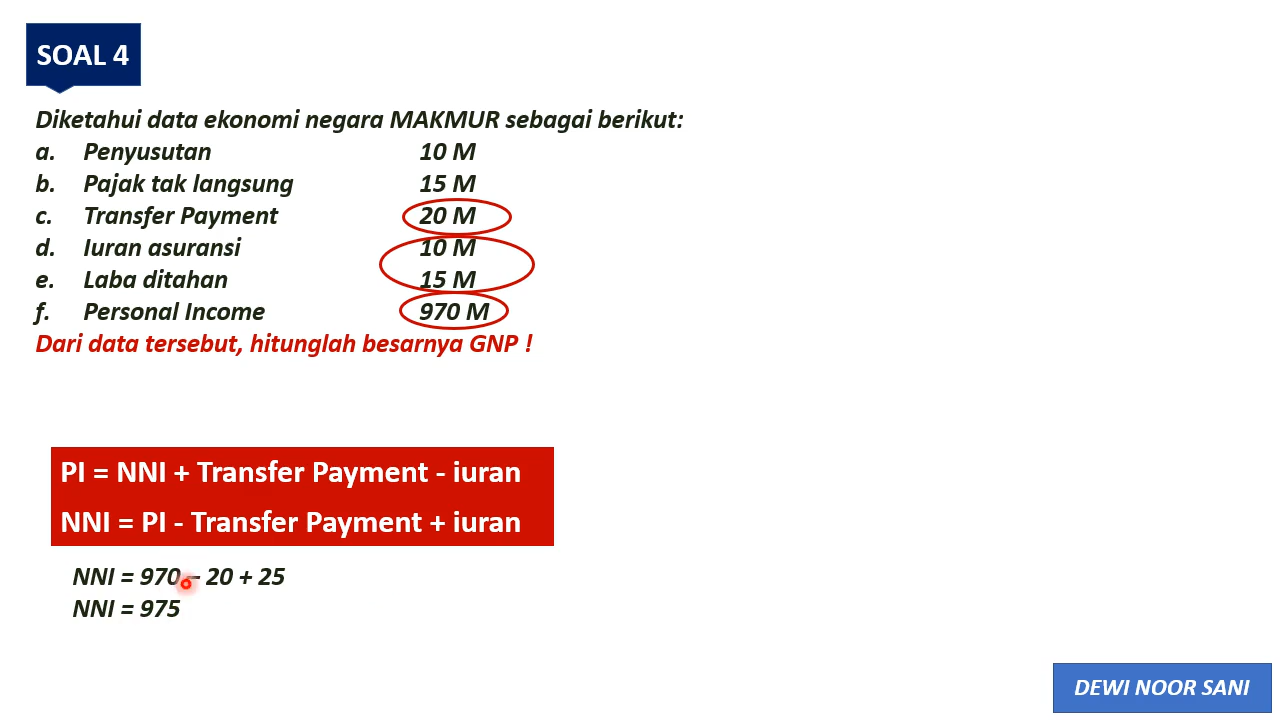 SOAL 4
Diketahui data ekonomi negara MAKMUR sebagai berikut:
a. Penyusutan 10 M
b. Pajak tak langsung 15 M
c. Transfer Payment 20 M
d. Iuran asuransi 10 M
e. Laba ditahan 15 M
f. Personal Income 970 M
Dari data tersebut, hitunglah besarnya GNP !
PI = NNI + Transfer Payment - iuran
NNI = PI - Transfer Payment + iuran
NNI = 970 – 20 + 25
NNI = 975
DEWI NOOR SANI